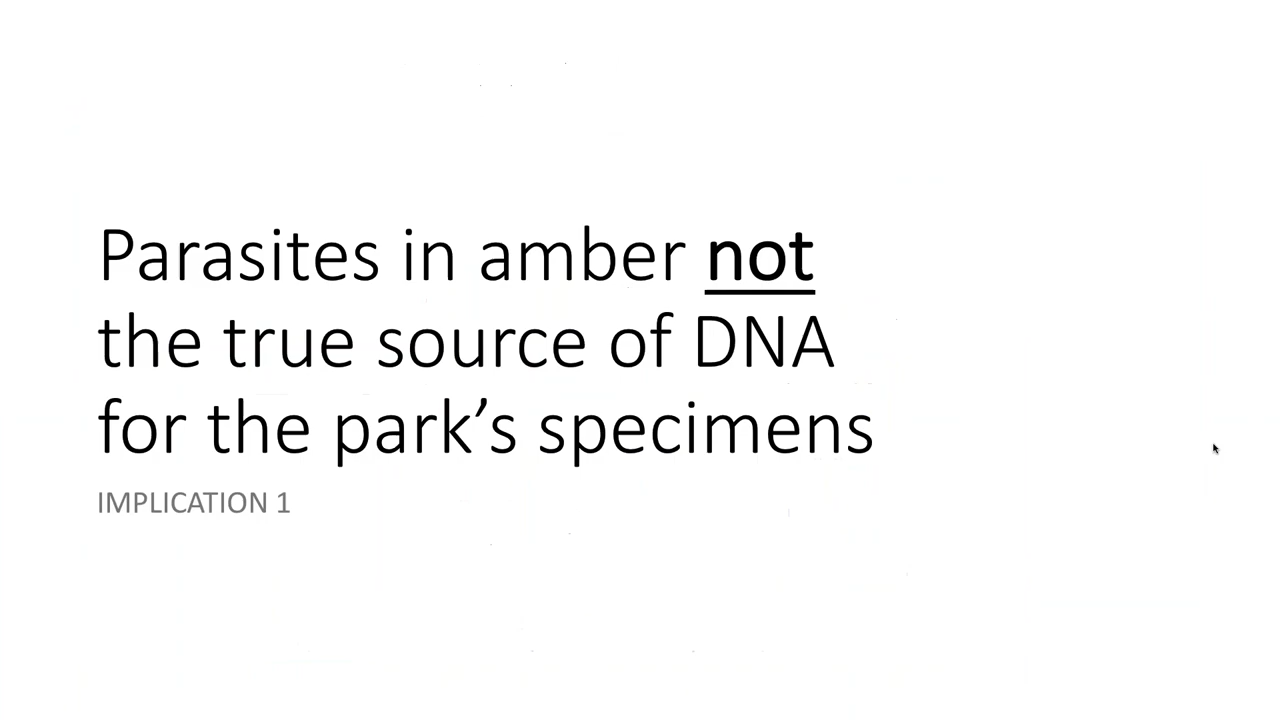 Parasites in amber not
the true source of DNA
for the park’s specimens
IMPLICATION 1